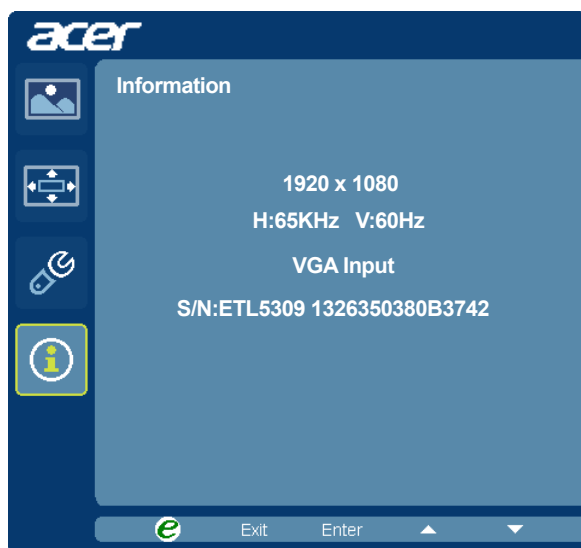 acer
Information
1920 x 1080
H:65KHz V:60Hz
VGA Input
S/N:ETL5309 1326350380B3742
e Exit Enter